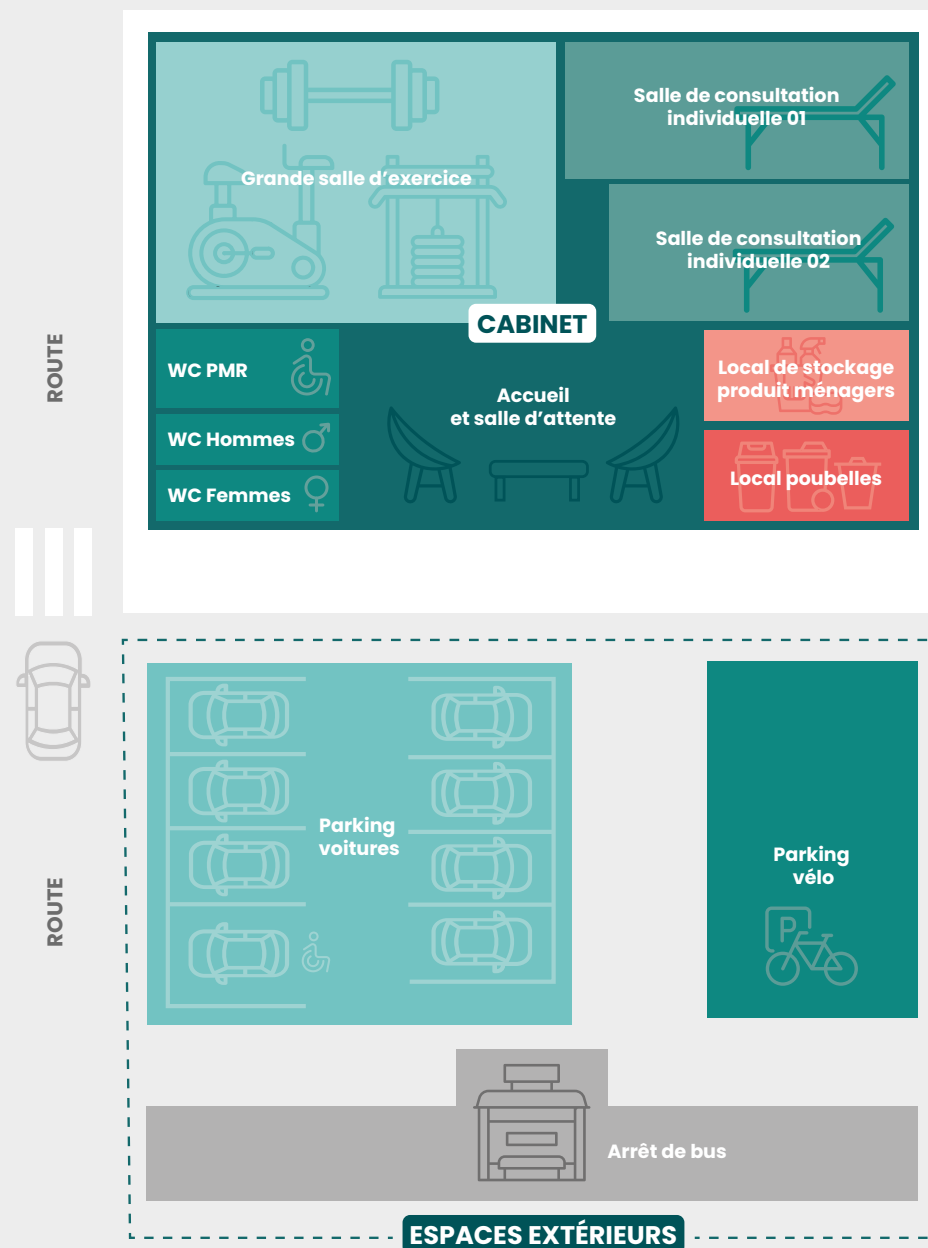 Salle de consultation
individuelle 01
Grande salle d'exercice
Salle de consultation
individuelle 02
CABINET
ROUTE
WC PMR
Local de stockage
produit ménagers
Accueil
et salle d'attente
WC Hommes
WC Femmes
Local poubelles
Parking
voitures
Parking
vélo
P
ROUTE
Arrêt de bus
ESPACES EXTÉRIEURS